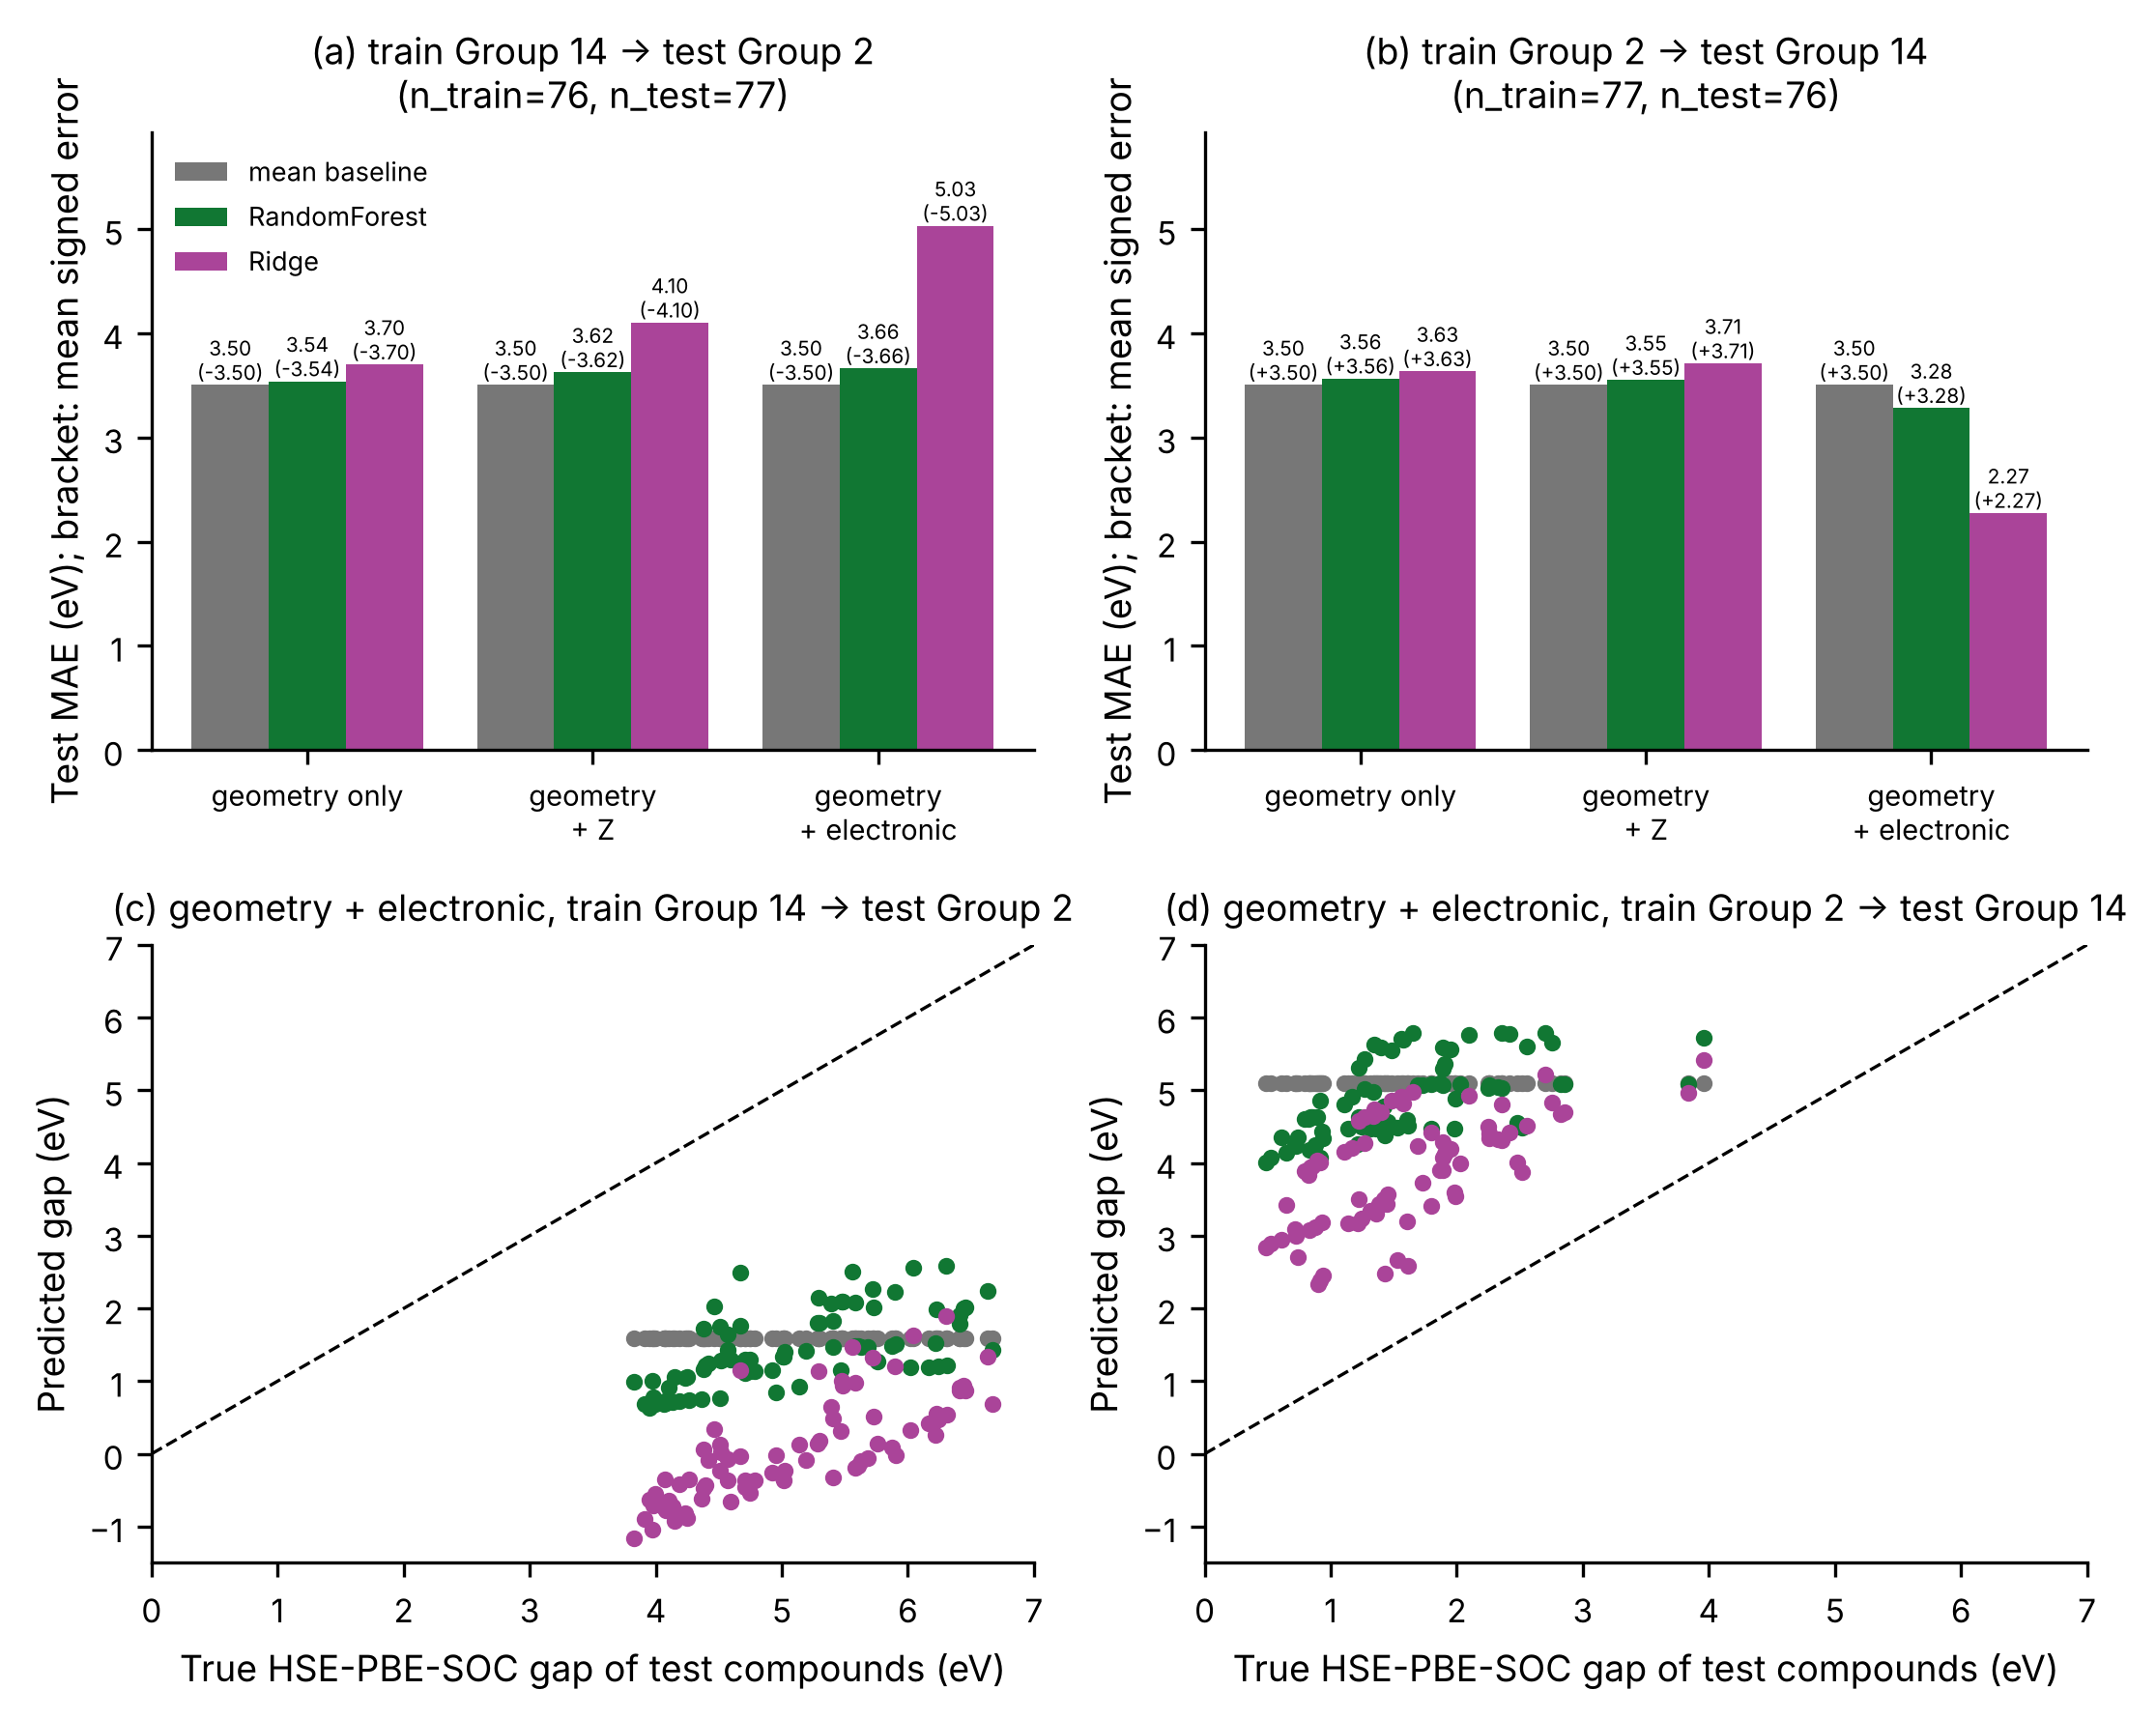 (a) train Group 14 → test Group 2
(n_train=76, n_test=77)
Test MAE (eV); bracket: mean signed error
5
4
3
2
1
0
mean baseline
RandomForest
Ridge
3.50
(-3.50)
3.54
(-3.54)
3.70
(-3.70)
3.50
(-3.50)
3.62
(-3.62)
4.10
(-4.10)
3.50
(-3.50)
3.66
(-3.66)
5.03
(-5.03)
geometry only
geometry
+ Z
geometry
+ electronic
(b) train Group 2 → test Group 14
(n_train=77, n_test=76)
Test MAE (eV); bracket: mean signed error
5
4
3
2
1
0
3.50
(+3.50)
3.56
(+3.56)
3.63
(+3.63)
3.50
(+3.50)
3.55
(+3.55)
3.71
(+3.71)
3.50
(+3.50)
3.28
(+3.28)
2.27
(+2.27)
geometry only
geometry
+ Z
geometry
+ electronic
(c) geometry + electronic, train Group 14 → test Group 2
Predicted gap (eV)
7
6
5
4
3
2
1
0
−1
0 1 2 3 4 5 6 7
True HSE-PBE-SOC gap of test compounds (eV)
(d) geometry + electronic, train Group 2 → test Group 14
Predicted gap (eV)
7
6
5
4
3
2
1
0
−1
0 1 2 3 4 5 6 7
True HSE-PBE-SOC gap of test compounds (eV)